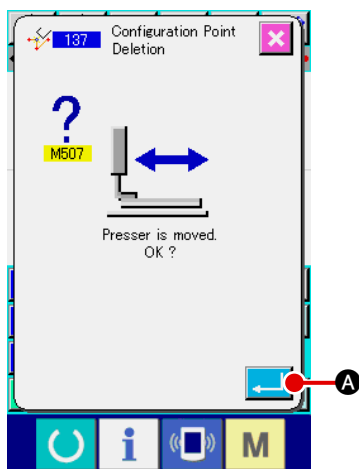 137
Configuration Point
Deletion
?
M507
Presser is moved.
OK ?
A
i
M